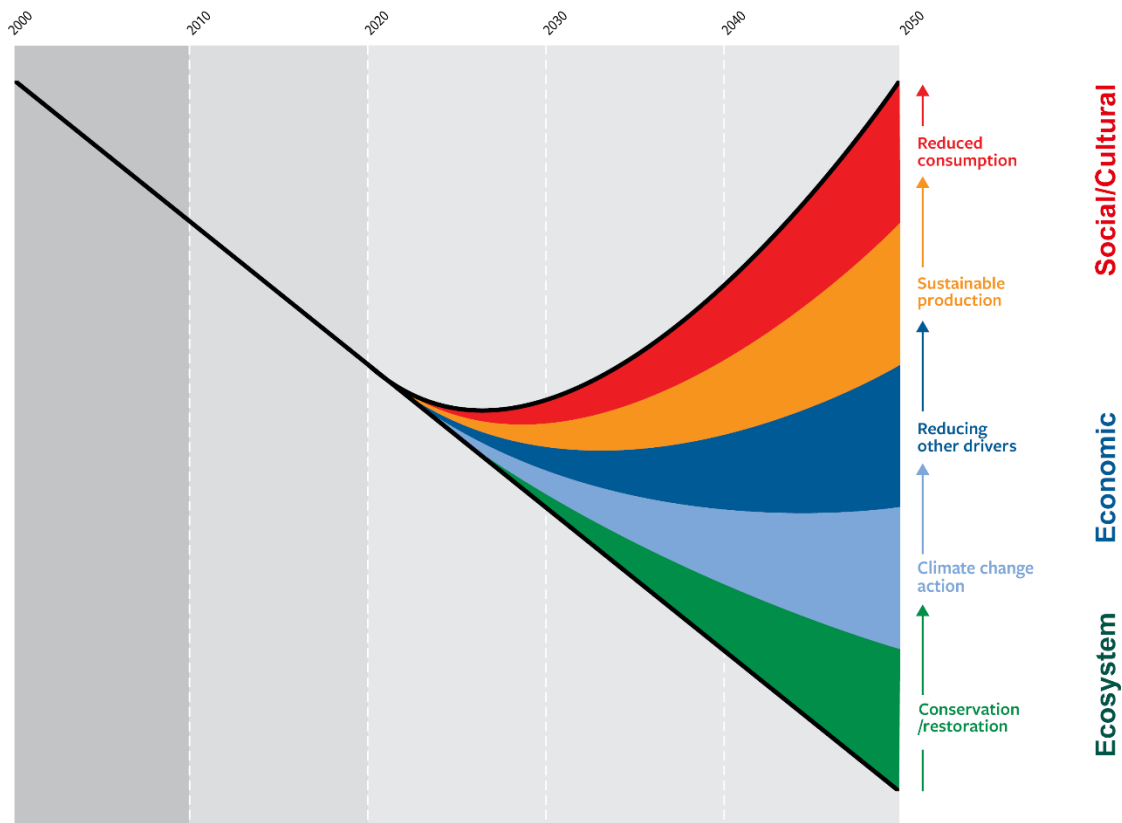 2000
2010
2020
2030
2040
2050
Reduced
consumption
Sustainable
production
Reducing
other drivers
Climate change
action
Conservation
/restoration
Social/Cultural
Economic
Ecosystem